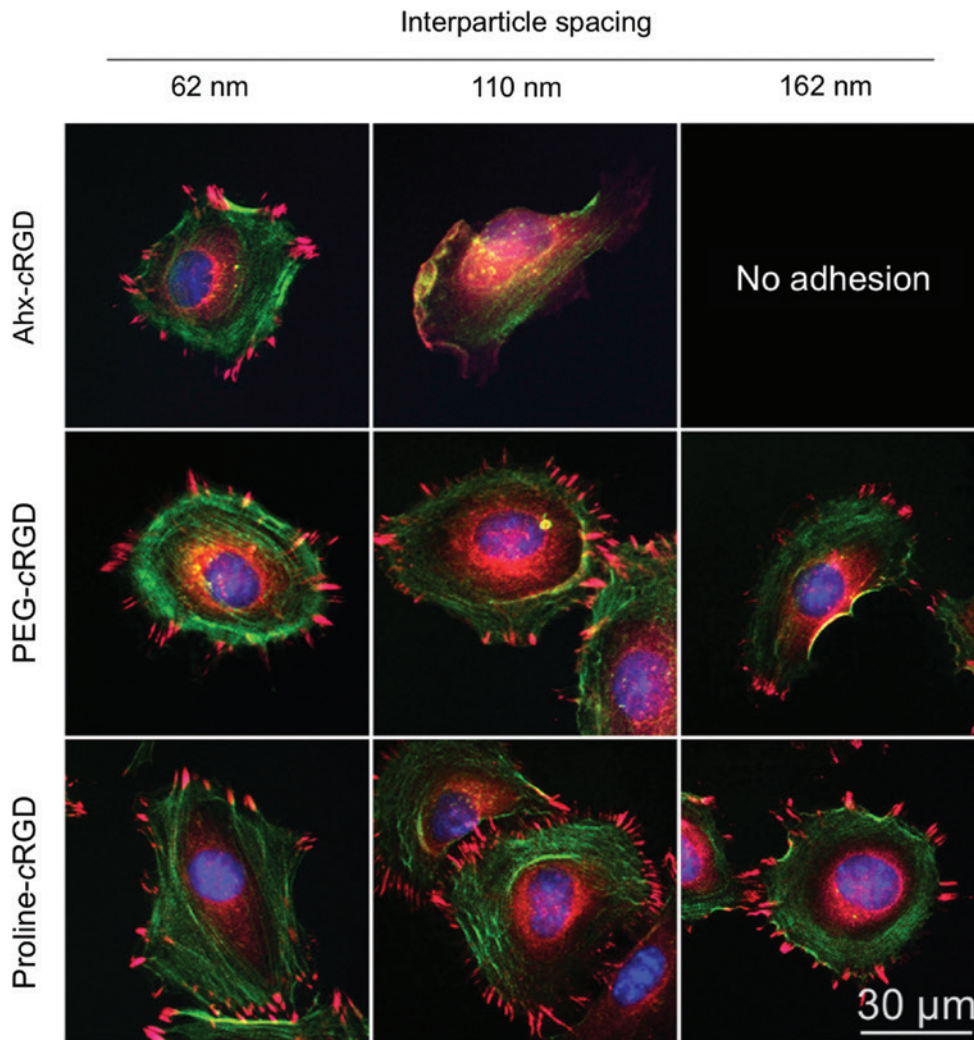 Interparticle spacing
62 nm
110 nm
162 nm
Ahx-cRGD
No adhesion
PEG-cRGD
Proline-cRGD
30 μm